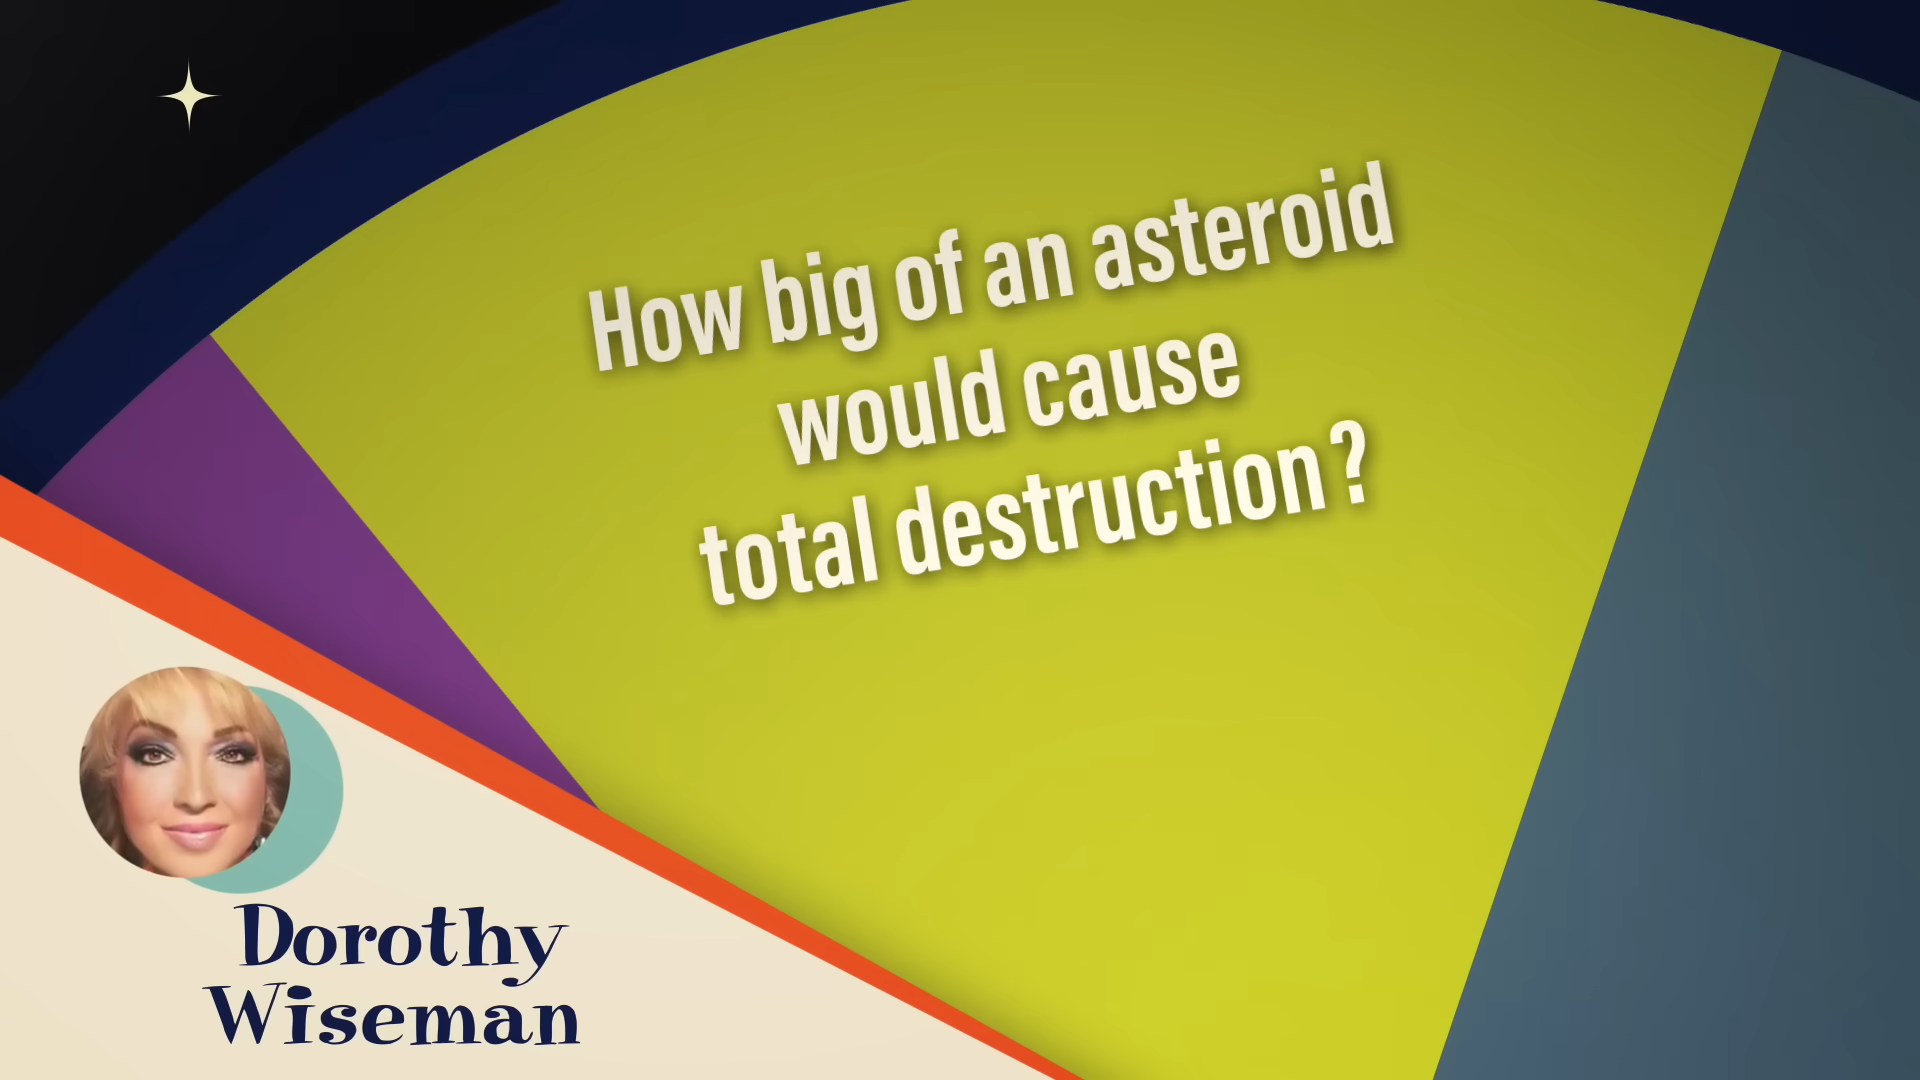 How big of an asteroid
would cause
total destruction?
Dorothy
Wiseman